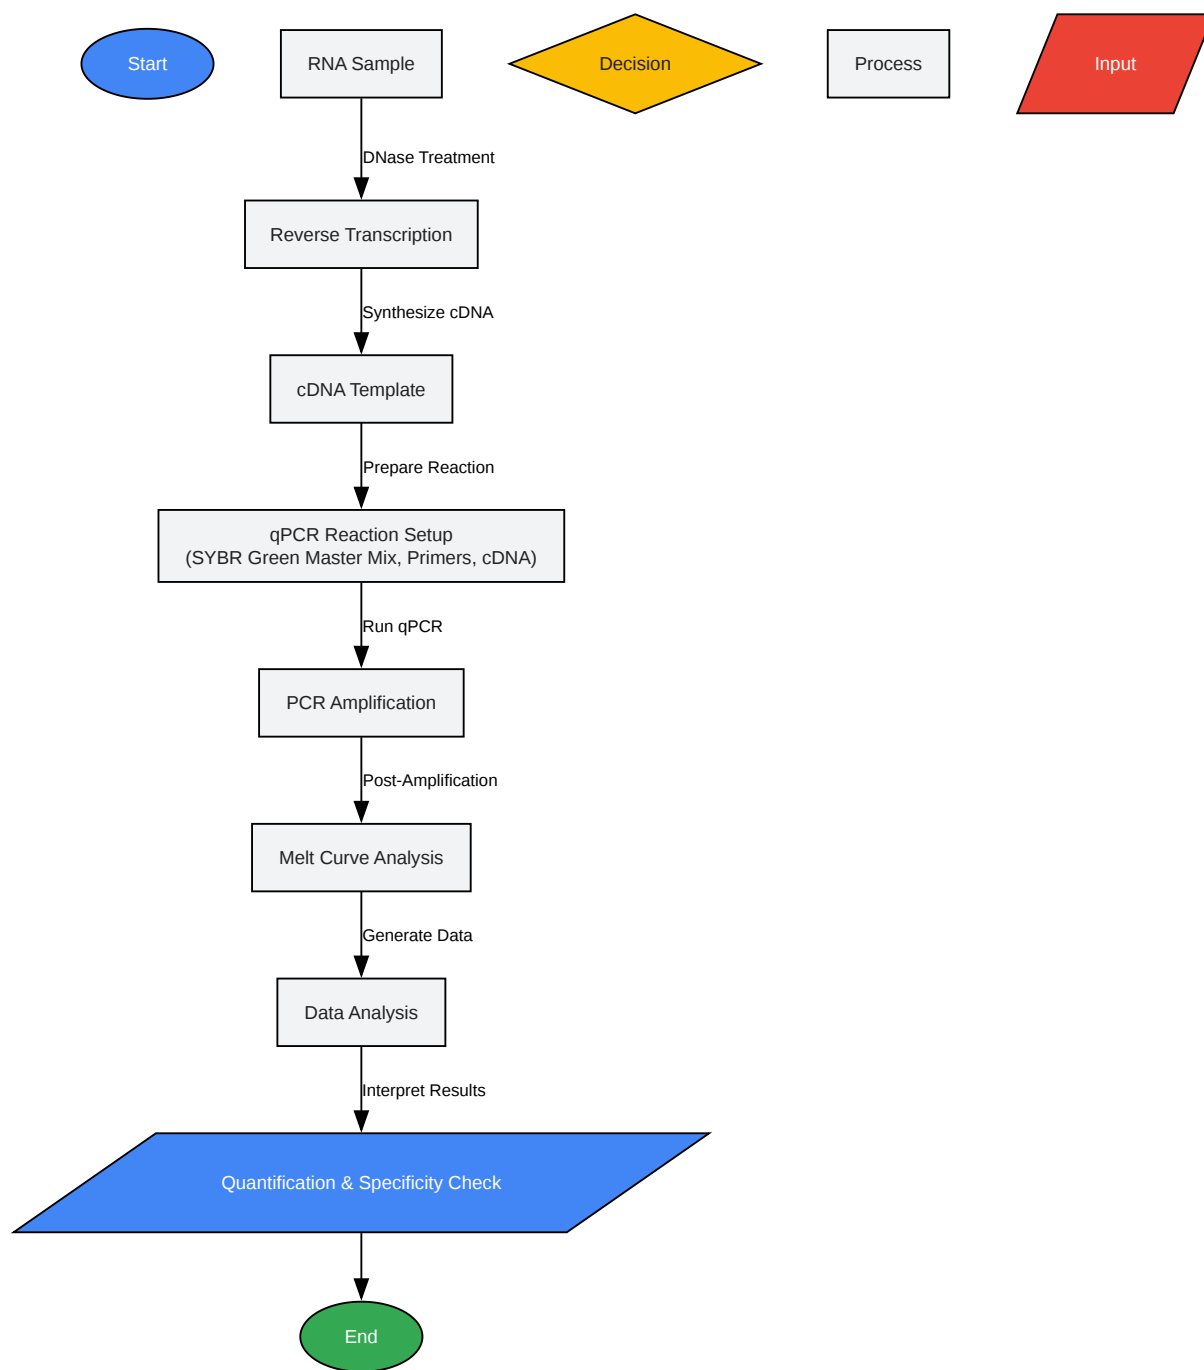 Start
RNA Sample
Decision
Process
Input
DNase Treatment
Reverse Transcription
Synthesize cDNA
cDNA Template
Prepare Reaction
qPCR Reaction Setup
(SYBR Green Master Mix, Primers, cDNA)
Run qPCR
PCR Amplification
Post-Amplification
Melt Curve Analysis
Generate Data
Data Analysis
Interpret Results
Quantification & Specificity Check
End